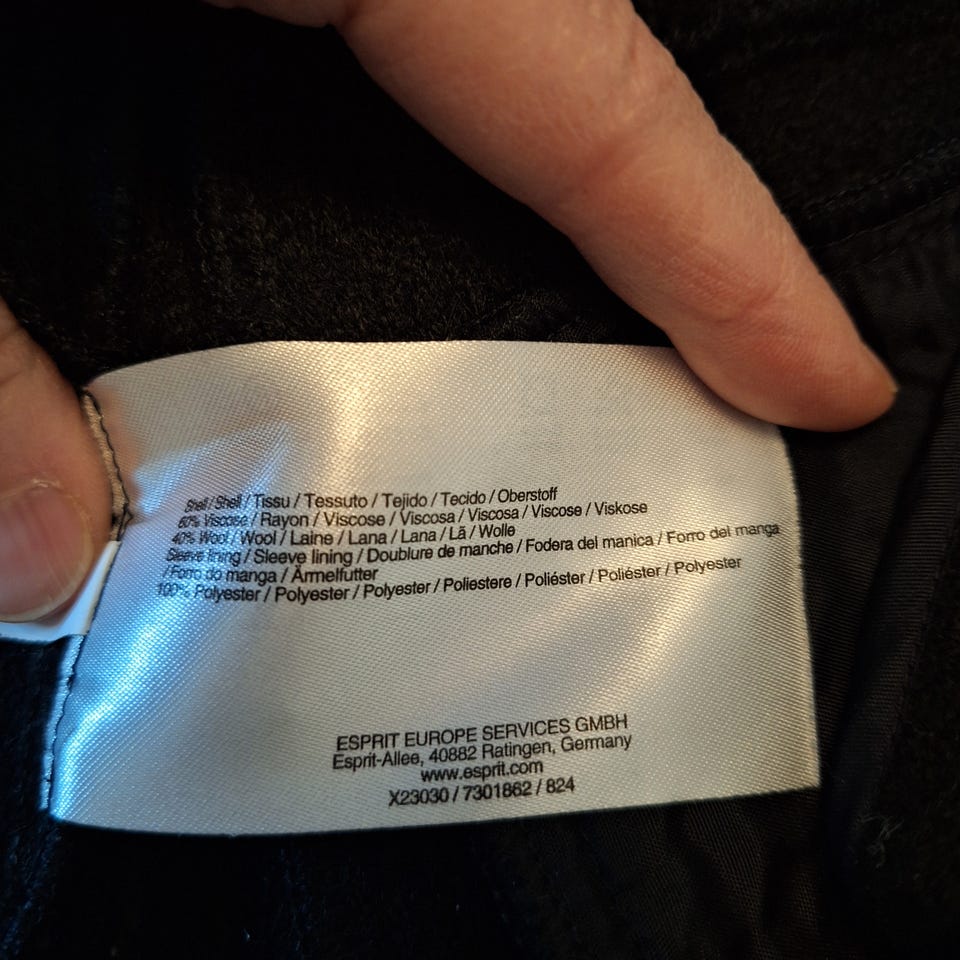 Shell / Shell / Tissu / Tessuto / Tejido / Tecido / Oberstoff
60% Viscose / Rayon / Viscose / Viscosa / Viscosa / Viscose / Viskose
40% Wool / Wool / Laine / Lana / Lana / Lã / Wolle
Sleeve lining / Sleeve lining / Doublure de manche / Fodera del manica / Forro del manga
/ Forro do manga / Ärmelfutter
100% Polyester / Polyester / Polyester / Poliestere / Poliéster / Poliéster / Polyester
ESPRIT EUROPE SERVICES GMBH
Esprit-Allee, 40882 Ratingen, Germany
www.esprit.com
X23030 / 7301862 / 824